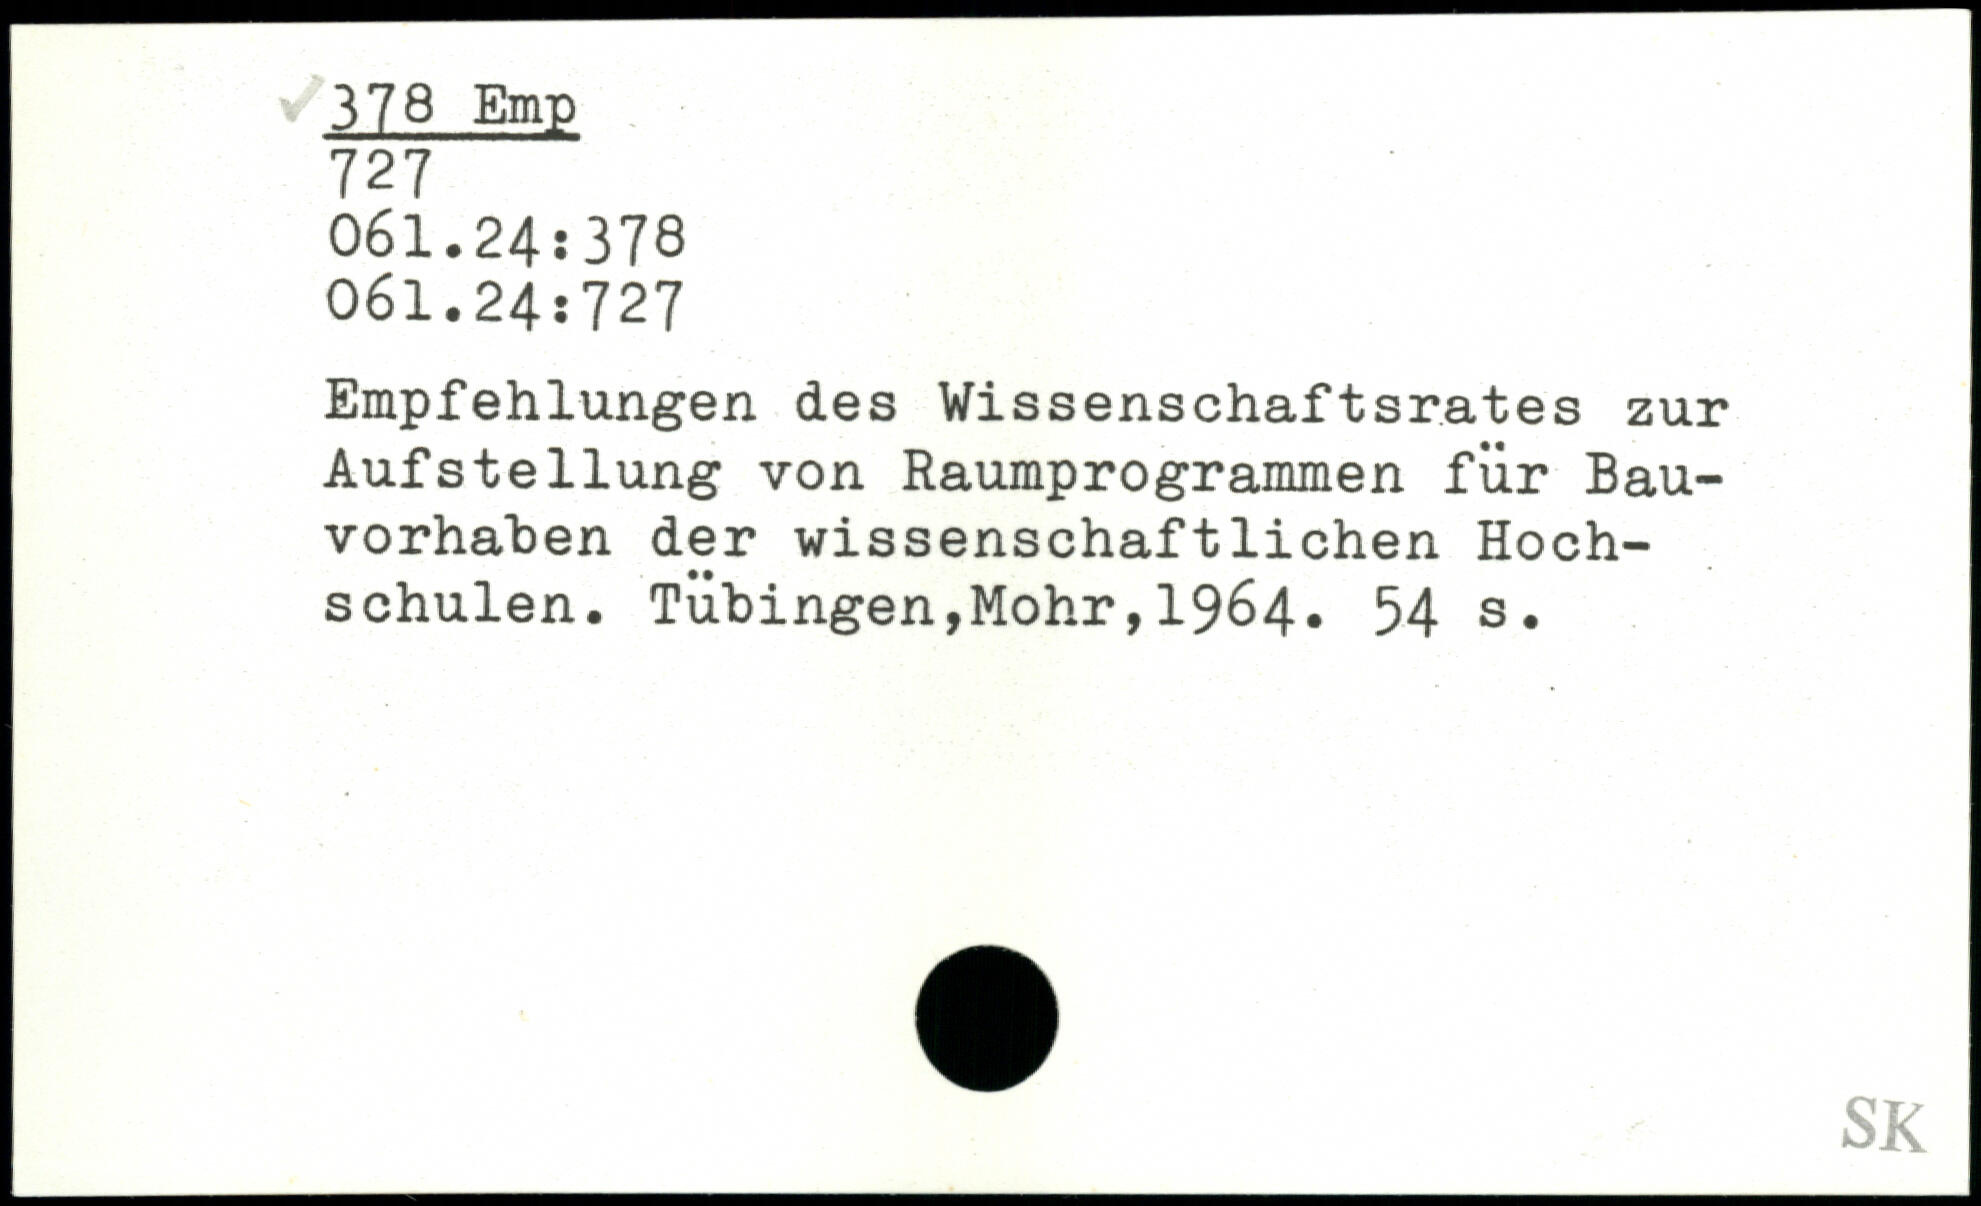 378 Emp
727
061.24:378
061.24:727
Empfehlungen des Wissenschaftsrates zur
Aufstellung von Raumprogrammen für Bau-
vorhaben der wissenschaftlichen Hoch-
schulen. Tübingen,Mohr,1964. 54 s.
SK